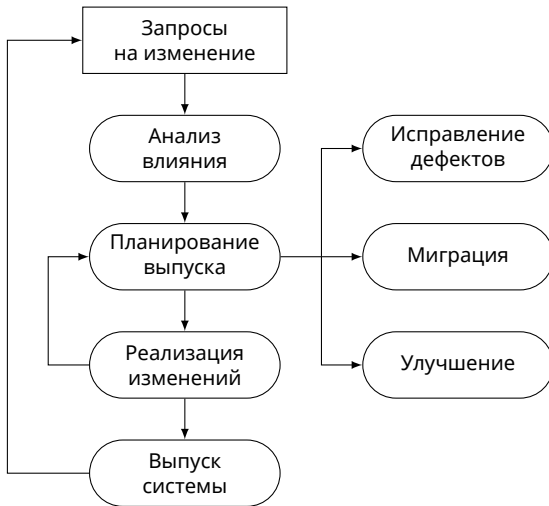 Запросы
на изменение
Анализ
влияния
Планирование
выпуска
Реализация
изменений
Выпуск
системы
Исправление
дефектов
Миграция
Улучшение